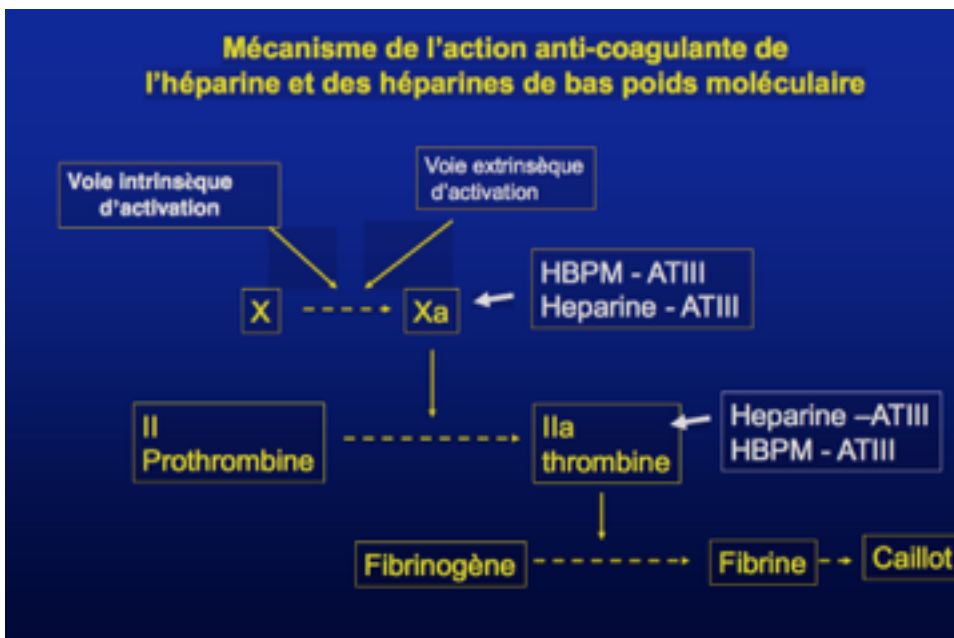 Mécanisme de l'action anti-coagulante de
l'héparine et des héparines de bas poids moléculaire
Voie intrinsèque
d'activation
Voie extrinsèque
d'activation
HBPM - ATIII
Heparine - ATIII
X
Xa
II
Prothrombine
IIa
thrombine
Heparine –ATIII
HBPM - ATIII
Fibrinogène
Fibrine
Caillot